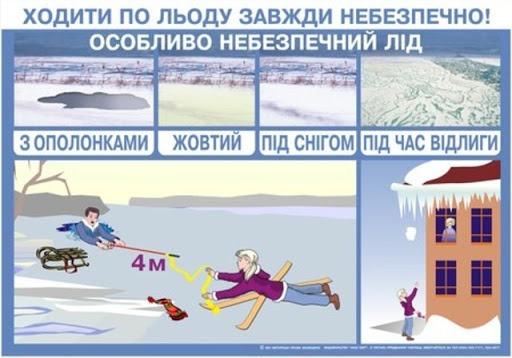 ХОДИТИ ПО ЛЬОДУ ЗАВЖДИ НЕБЕЗПЕЧНО!
ОСОБЛИВО НЕБЕЗПЕЧНИЙ ЛІД
З ОПОЛОНКАМИ ЖОВТИЙ ПІД СНІГОМ ПІД ЧАС ВІДЛИГИ
4м